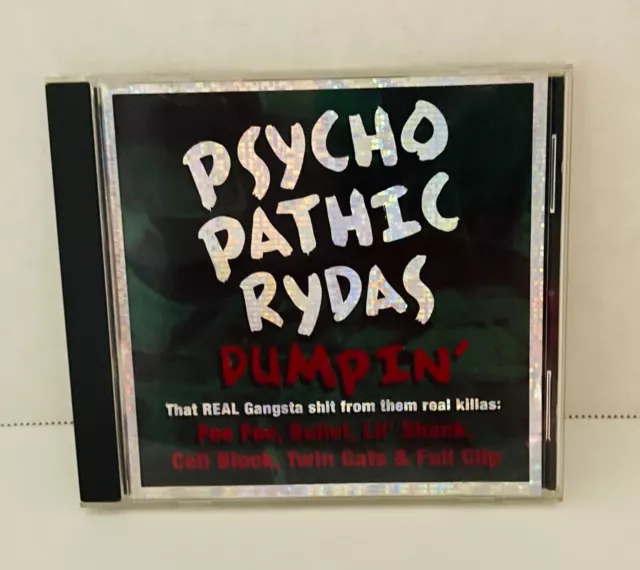 PSYCHO
PATHIC
RYDAS
DUMPIN'
That REAL Gangsta shit from them real killas:
Foe Foe, Bullet, Lil' Shank,
Cell Block, Twin Gats & Full Clip